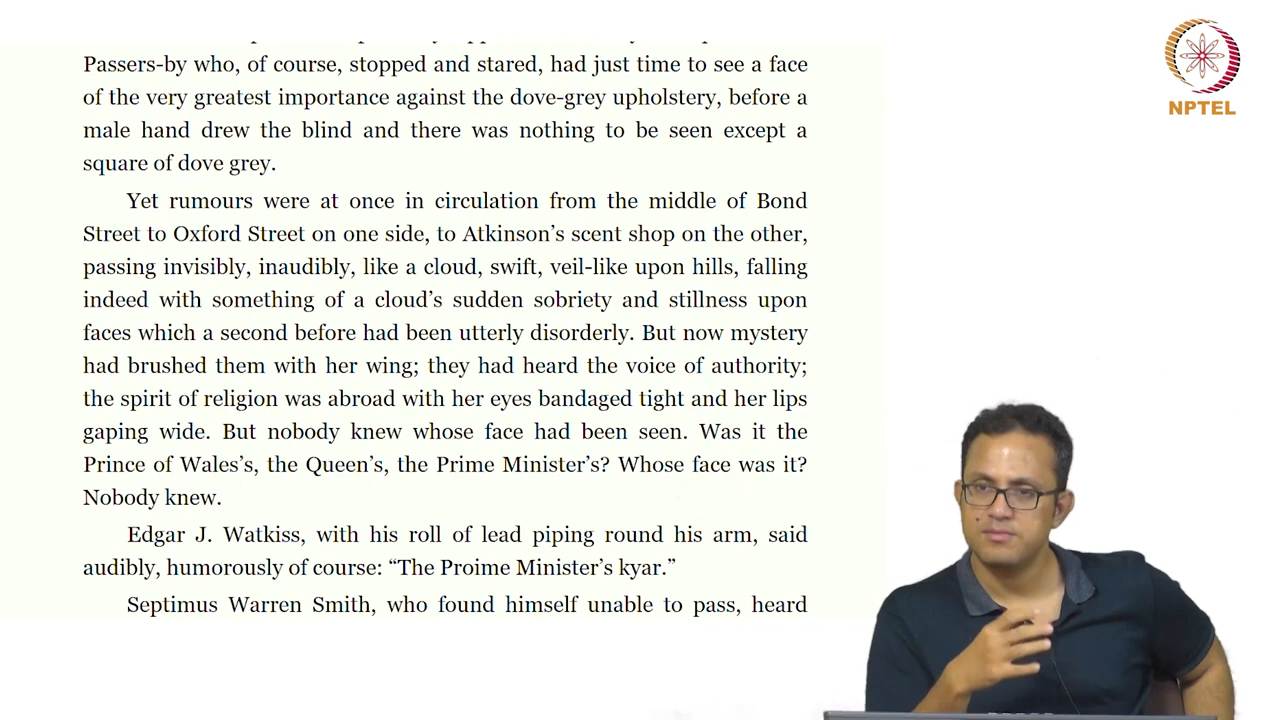 Passers-by who, of course, stopped and stared, had just time to see a face
of the very greatest importance against the dove-grey upholstery, before a
male hand drew the blind and there was nothing to be seen except a
square of dove grey.
Yet rumours were at once in circulation from the middle of Bond
Street to Oxford Street on one side, to Atkinson’s scent shop on the other,
passing invisibly, inaudibly, like a cloud, swift, veil-like upon hills, falling
indeed with something of a cloud’s sudden sobriety and stillness upon
faces which a second before had been utterly disorderly. But now mystery
had brushed them with her wing; they had heard the voice of authority;
the spirit of religion was abroad with her eyes bandaged tight and her lips
gaping wide. But nobody knew whose face had been seen. Was it the
Prince of Wales’s, the Queen’s, the Prime Minister’s? Whose face was it?
Nobody knew.
Edgar J. Watkiss, with his roll of lead piping round his arm, said
audibly, humorously of course: “The Proime Minister’s kyar.”
Septimus Warren Smith, who found himself unable to pass, heard
NPTEL